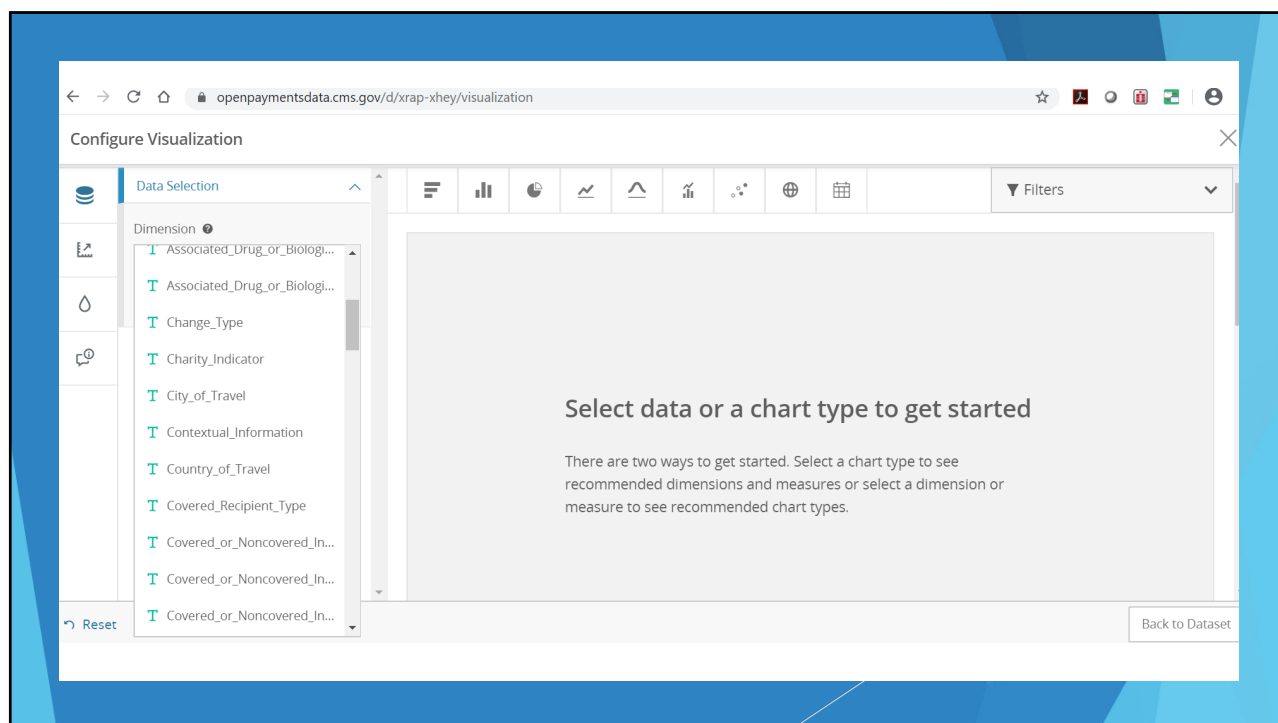 openpaymentsdata.cms.gov/d/xrap-xhey/visualization
Configure Visualization
Data Selection
Filters
Dimension
Associated_Drug_or_Biologi...
Associated_Drug_or_Biologi...
Change_Type
Charity_Indicator
City_of_Travel
Contextual_Information
Country_of_Travel
Covered_Recipient_Type
Covered_or_Noncovered_In...
Covered_or_Noncovered_In...
Covered_or_Noncovered_In...
Select data or a chart type to get started
There are two ways to get started. Select a chart type to see
recommended dimensions and measures or select a dimension or
measure to see recommended chart types.
Reset
Back to Dataset